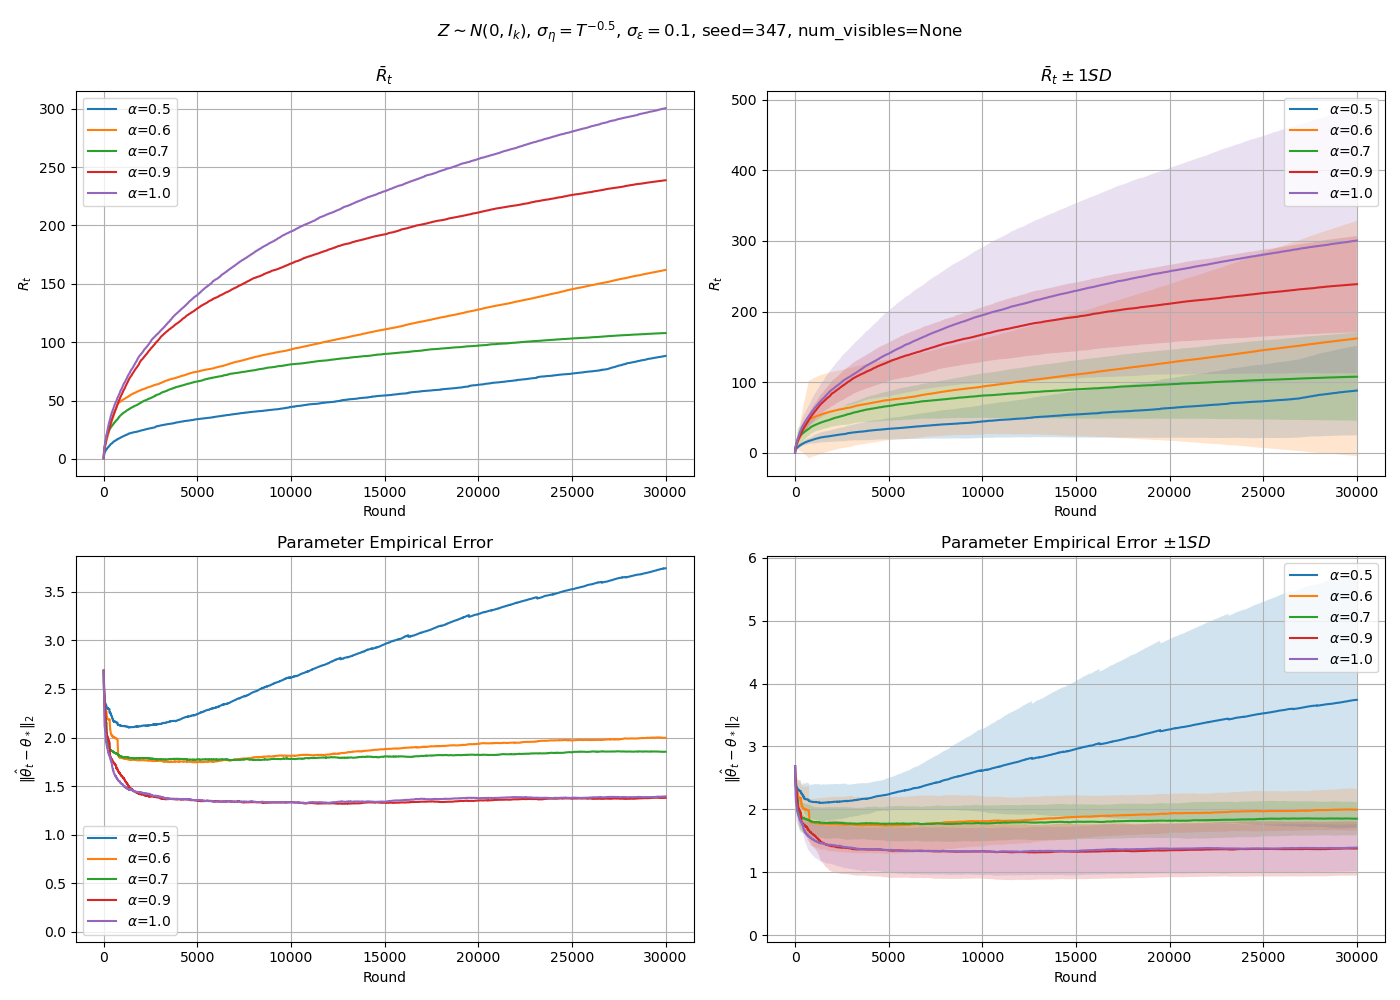 Z ∼ N(0, I_k), σ_η = T^{-0.5}, σ_ε = 0.1, seed=347, num_visibles=None
R̄_t
R_t
300
250
200
150
100
50
0
α=0.5
α=0.6
α=0.7
α=0.9
α=1.0
0 5000 10000 15000 20000 25000 30000
Round
R̄_t ± 1SD
R_t
500
400
300
200
100
0
α=0.5
α=0.6
α=0.7
α=0.9
α=1.0
0 5000 10000 15000 20000 25000 30000
Round
Parameter Empirical Error
‖θ̂_t − θ_*‖_2
3.5
3.0
2.5
2.0
1.5
1.0
0.5
0.0
α=0.5
α=0.6
α=0.7
α=0.9
α=1.0
0 5000 10000 15000 20000 25000 30000
Round
Parameter Empirical Error ±1SD
‖θ̂_t − θ_*‖_2
6
5
4
3
2
1
0
α=0.5
α=0.6
α=0.7
α=0.9
α=1.0
0 5000 10000 15000 20000 25000 30000
Round